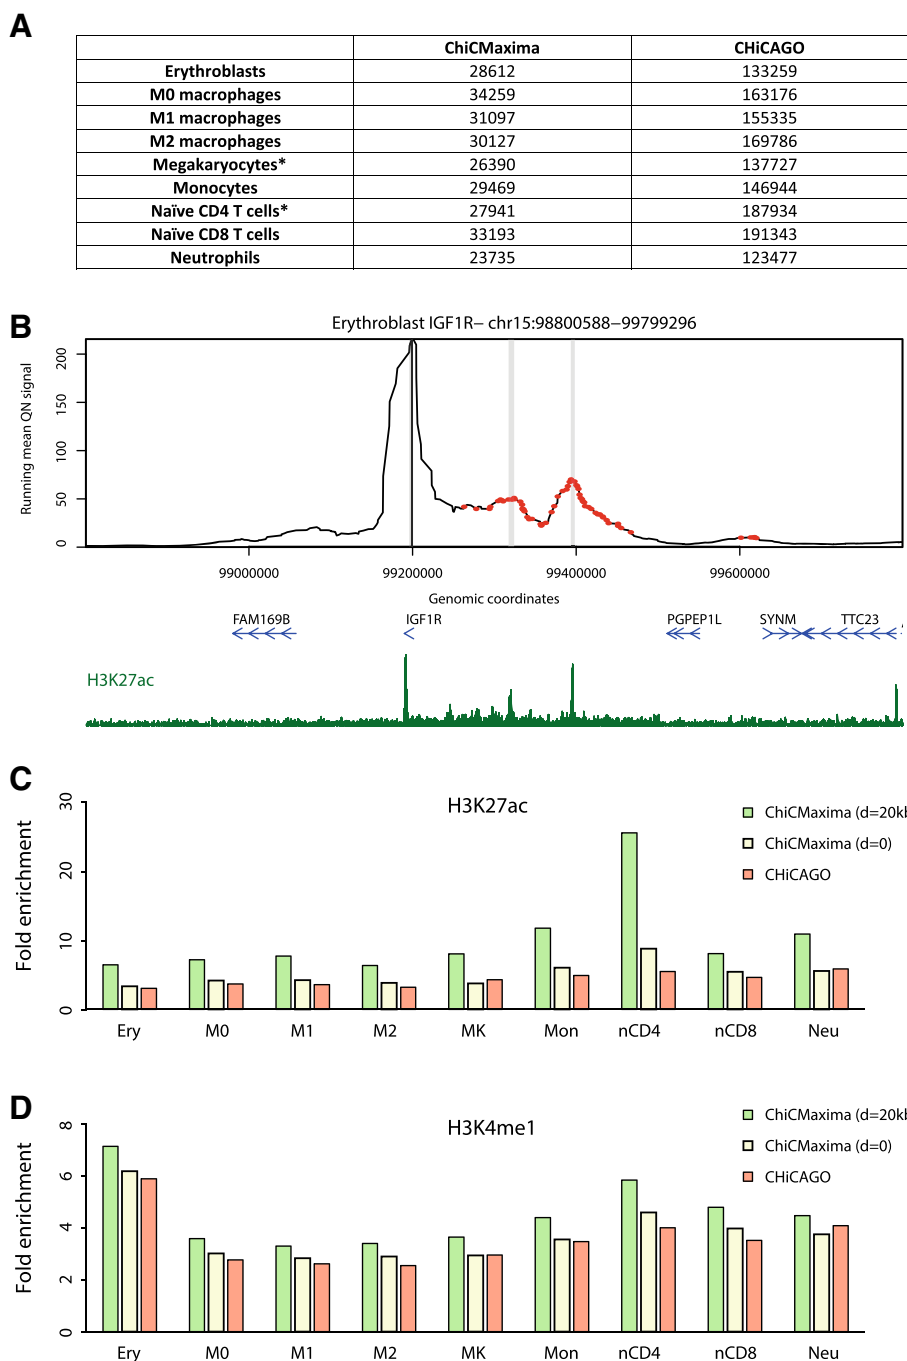 A
ChiCMaxima CHiCAGO
Erythroblasts 28612 133259
M0 macrophages 34259 163176
M1 macrophages 31097 155335
M2 macrophages 30127 169786
Megakaryocytes* 26390 137727
Monocytes 29469 146944
Naïve CD4 T cells* 27941 187934
Naïve CD8 T cells 33193 191343
Neutrophils 23735 123477
B
Erythroblast IGF1R− chr15:98800588−99799296
Running mean QN signal
200
150
100
50
0
99000000 99200000 99400000 99600000
Genomic coordinates
FAM169B IGF1R PGPEP1L SYNM TTC23
H3K27ac
C
H3K27ac
Fold enrichment
30
20
10
0
ChiCMaxima (d=20kb
ChiCMaxima (d=0)
CHiCAGO
Ery M0 M1 M2 MK Mon nCD4 nCD8 Neu
D
H3K4me1
Fold enrichment
8
6
4
2
0
ChiCMaxima (d=20kb
ChiCMaxima (d=0)
CHiCAGO
Ery M0 M1 M2 MK Mon nCD4 nCD8 Neu